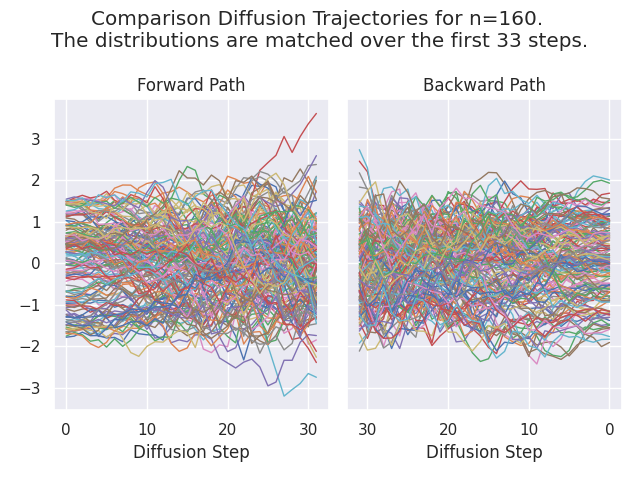 Comparison Diffusion Trajectories for n=160.
The distributions are matched over the first 33 steps.
Forward Path
Backward Path
3
2
1
0
−1
−2
−3
0 10 20 30
30 20 10 0
Diffusion Step
Diffusion Step